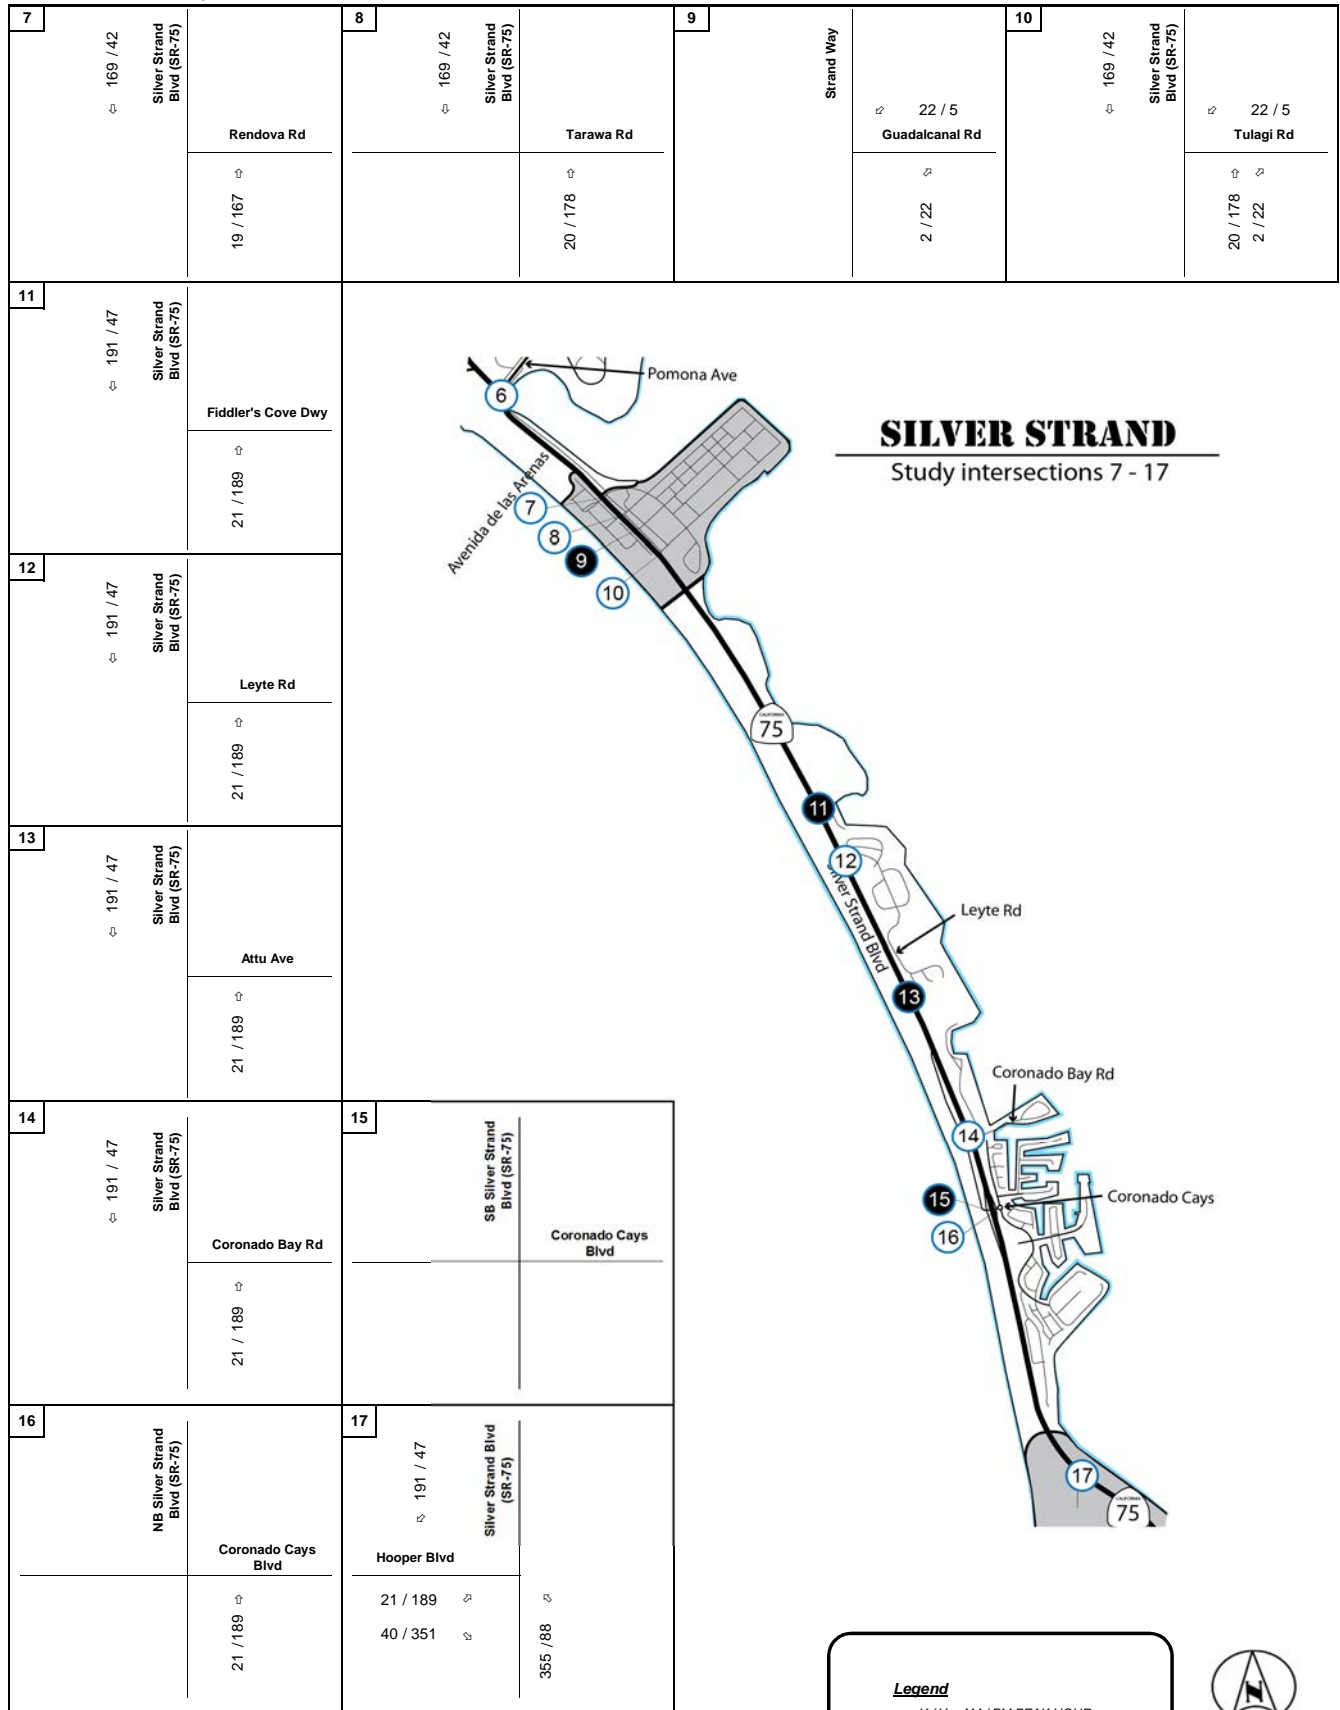 7
169 / 42
Silver Strand
Blvd (SR-75)
Rendova Rd
19 / 167
8
169 / 42
Silver Strand
Blvd (SR-75)
Tarawa Rd
20 / 178
9
Strand Way
22 / 5
Guadalcanal Rd
2 / 22
10
169 / 42
Silver Strand
Blvd (SR-75)
22 / 5
Tulagi Rd
20 / 178
2 / 22
11
191 / 47
Silver Strand
Blvd (SR-75)
Fiddler's Cove Dwy
21 / 189
12
191 / 47
Silver Strand
Blvd (SR-75)
Leyte Rd
21 / 189
13
191 / 47
Silver Strand
Blvd (SR-75)
Attu Ave
21 / 189
14
191 / 47
Silver Strand
Blvd (SR-75)
Coronado Bay Rd
21 / 189
15
SB Silver Strand
Blvd (SR-75)
Coronado Cays
Blvd
16
NB Silver Strand
Blvd (SR-75)
Coronado Cays
Blvd
21 / 189
17
191 / 47
Silver Strand Blvd
(SR-75)
Hooper Blvd
21 / 189
40 / 351
355 / 88
SILVER STRAND
Study intersections 7 - 17
Pomona Ave
6
Avenida de las Arenas
7
8
9
10
CALIFORNIA
75
11
12
Silver Strand Blvd
Leyte Rd
13
Coronado Bay Rd
14
15
Coronado Cays
16
17
CALIFORNIA
75
Legend
N